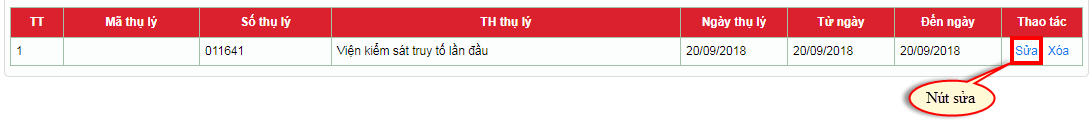 TT Mã thụ lý Số thụ lý TH thụ lý Ngày thụ lý Từ ngày Đến ngày Thao tác
1 011641 Viện kiểm sát truy tố lần đầu 20/09/2018 20/09/2018 20/09/2018 Sửa Xóa
Nút sửa